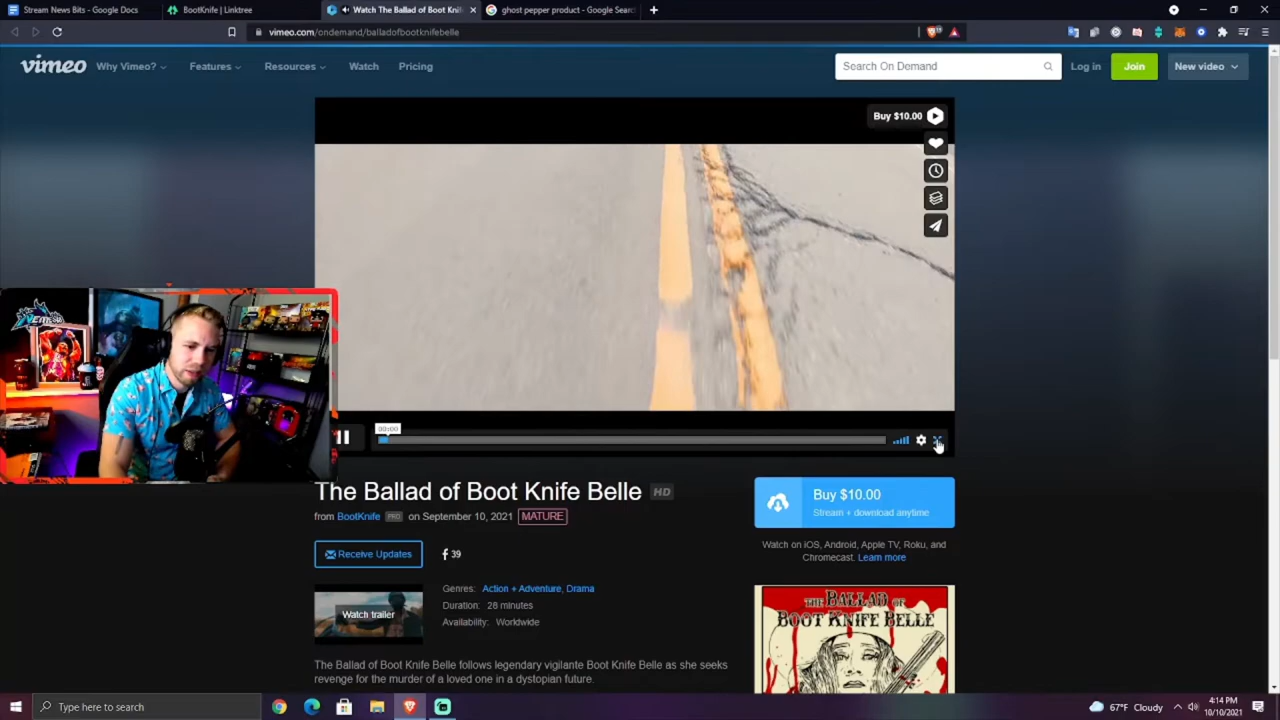 Stream News Bits - Google Docs
BootKnife | Linktree
Watch The Ballad of Boot Knif
ghost pepper product - Google Searc
vimeo.com/ondemand/balladofbootknifebelle
vimeo
Why Vimeo?
Features
Resources
Watch
Pricing
Search On Demand
Log in
Join
New video
Buy $10.00
00:00
The Ballad of Boot Knife Belle HD
from BootKnife PRO on September 10, 2021 MATURE
Receive Updates
39
Watch trailer
Genres: Action + Adventure, Drama
Duration: 28 minutes
Availability: Worldwide
The Ballad of Boot Knife Belle follows legendary vigilante Boot Knife Belle as she seeks
revenge for the murder of a loved one in a dystopian future.
Buy $10.00
Stream + download anytime
Watch on iOS, Android, Apple TV, Roku, and
Chromecast. Learn more
THE BALLAD OF
BOOT KNIFE BELLE
Type here to search
67°F Cloudy
4:14 PM
10/10/2021